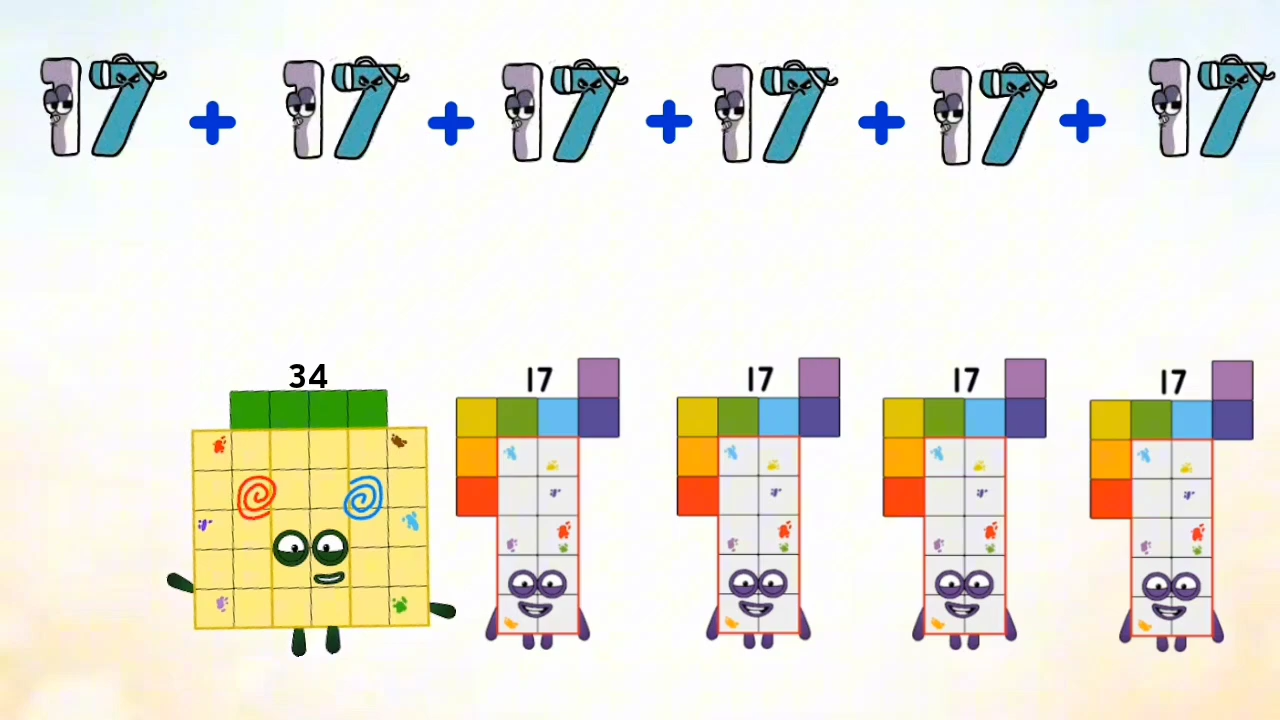 17 + 17 + 17 + 17 + 17 + 17
34 17 17 17 17